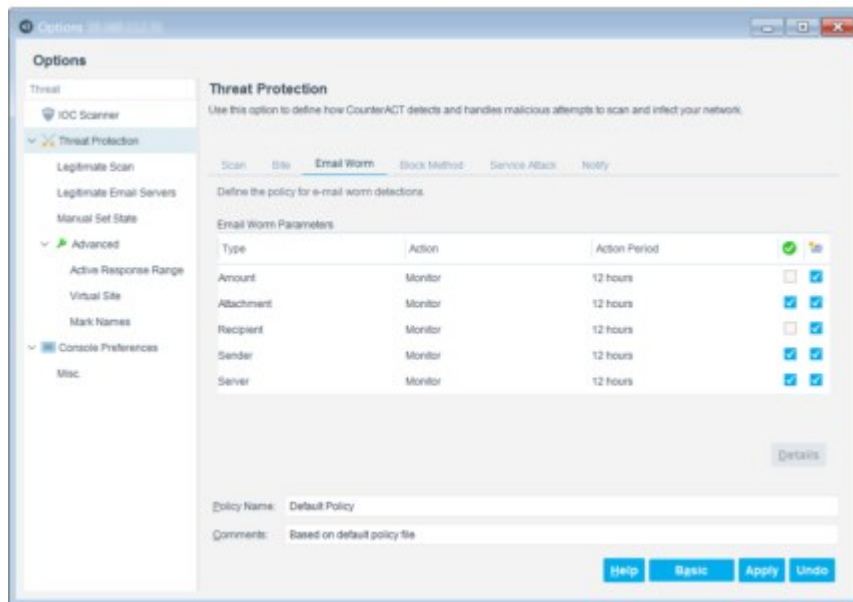 Options
Options
Threat
IOC Scanner
Threat Protection
Legitimate Scan
Legitimate Email Servers
Manual Set State
Advanced
Active Response Range
Virtual Site
Mark Names
Console Preferences
Misc.
Threat Protection
Use this option to define how CounterACT detects and handles malicious attempts to scan and infect your network.
Scan Bite Email Worm Block Method Service Attack Notify
Define the policy for e-mail worm detections.
Email Worm Parameters
Type Action Action Period
Amount Monitor 12 hours
Attachment Monitor 12 hours
Recipient Monitor 12 hours
Sender Monitor 12 hours
Server Monitor 12 hours
Details
Policy Name: Default Policy
Comments: Based on default policy file
Help Basic Apply Undo